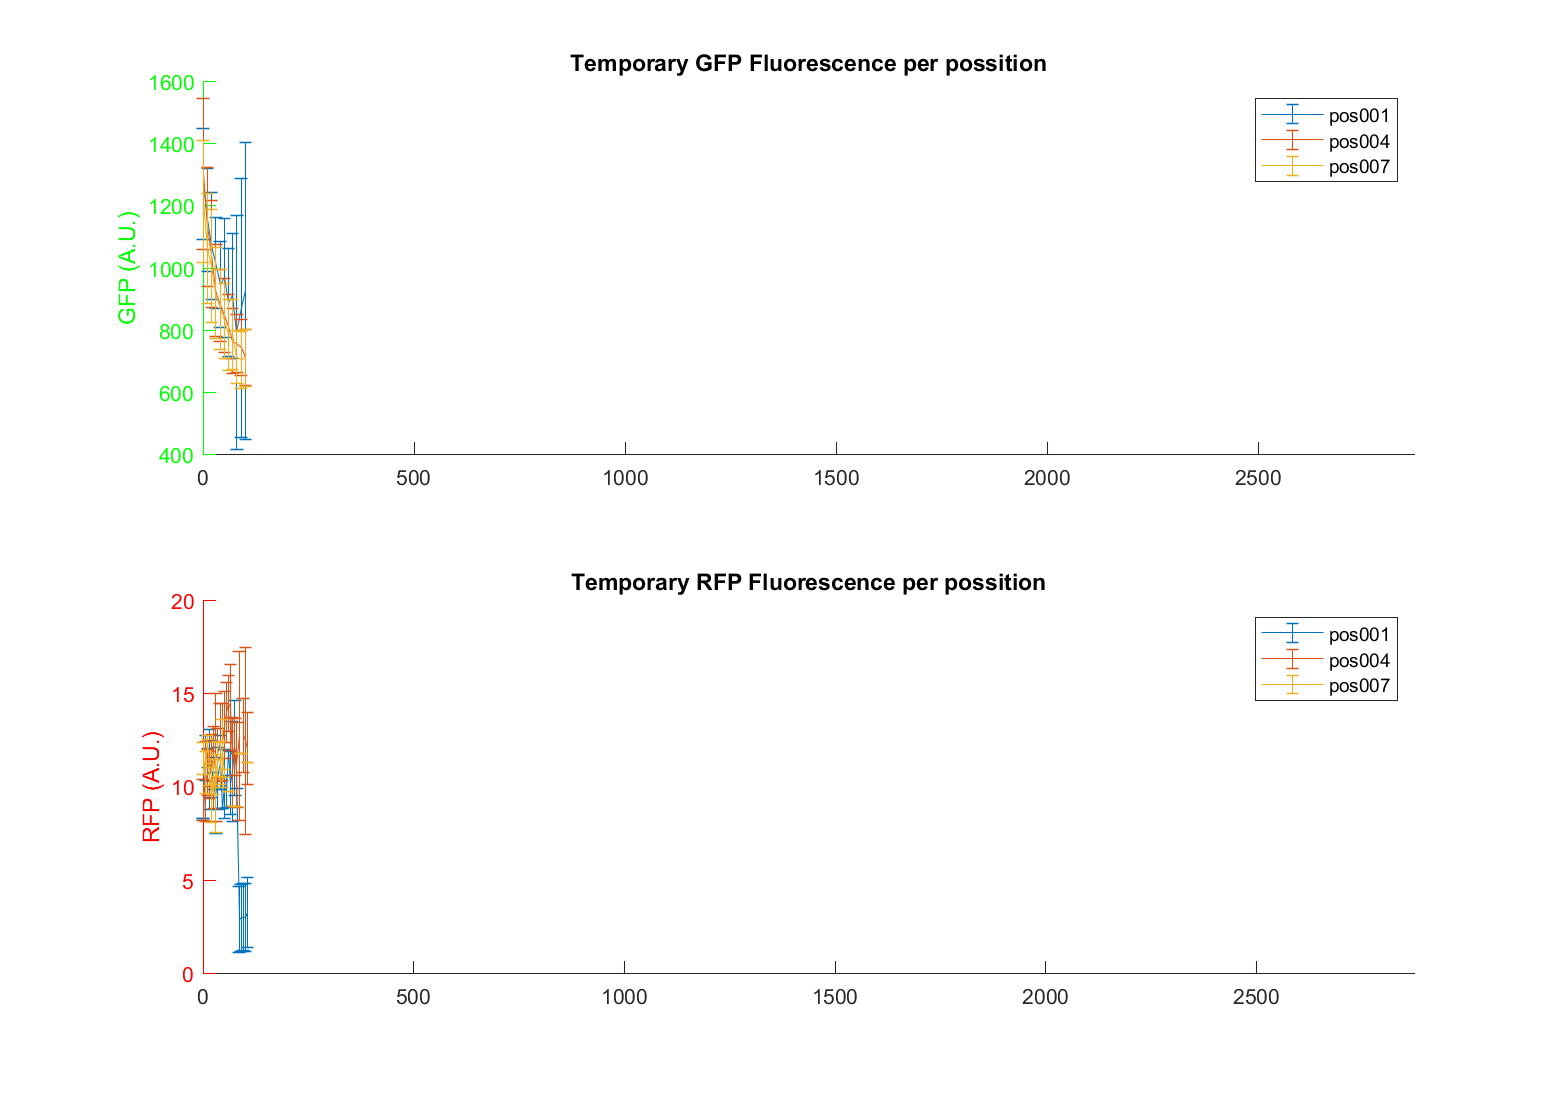 Temporary GFP Fluorescence per possition
1600
1400
1200
1000
800
600
400
GFP (A.U.)
pos001
pos004
pos007
0 500 1000 1500 2000 2500
Temporary RFP Fluorescence per possition
20
15
10
5
0
RFP (A.U.)
pos001
pos004
pos007
0 500 1000 1500 2000 2500